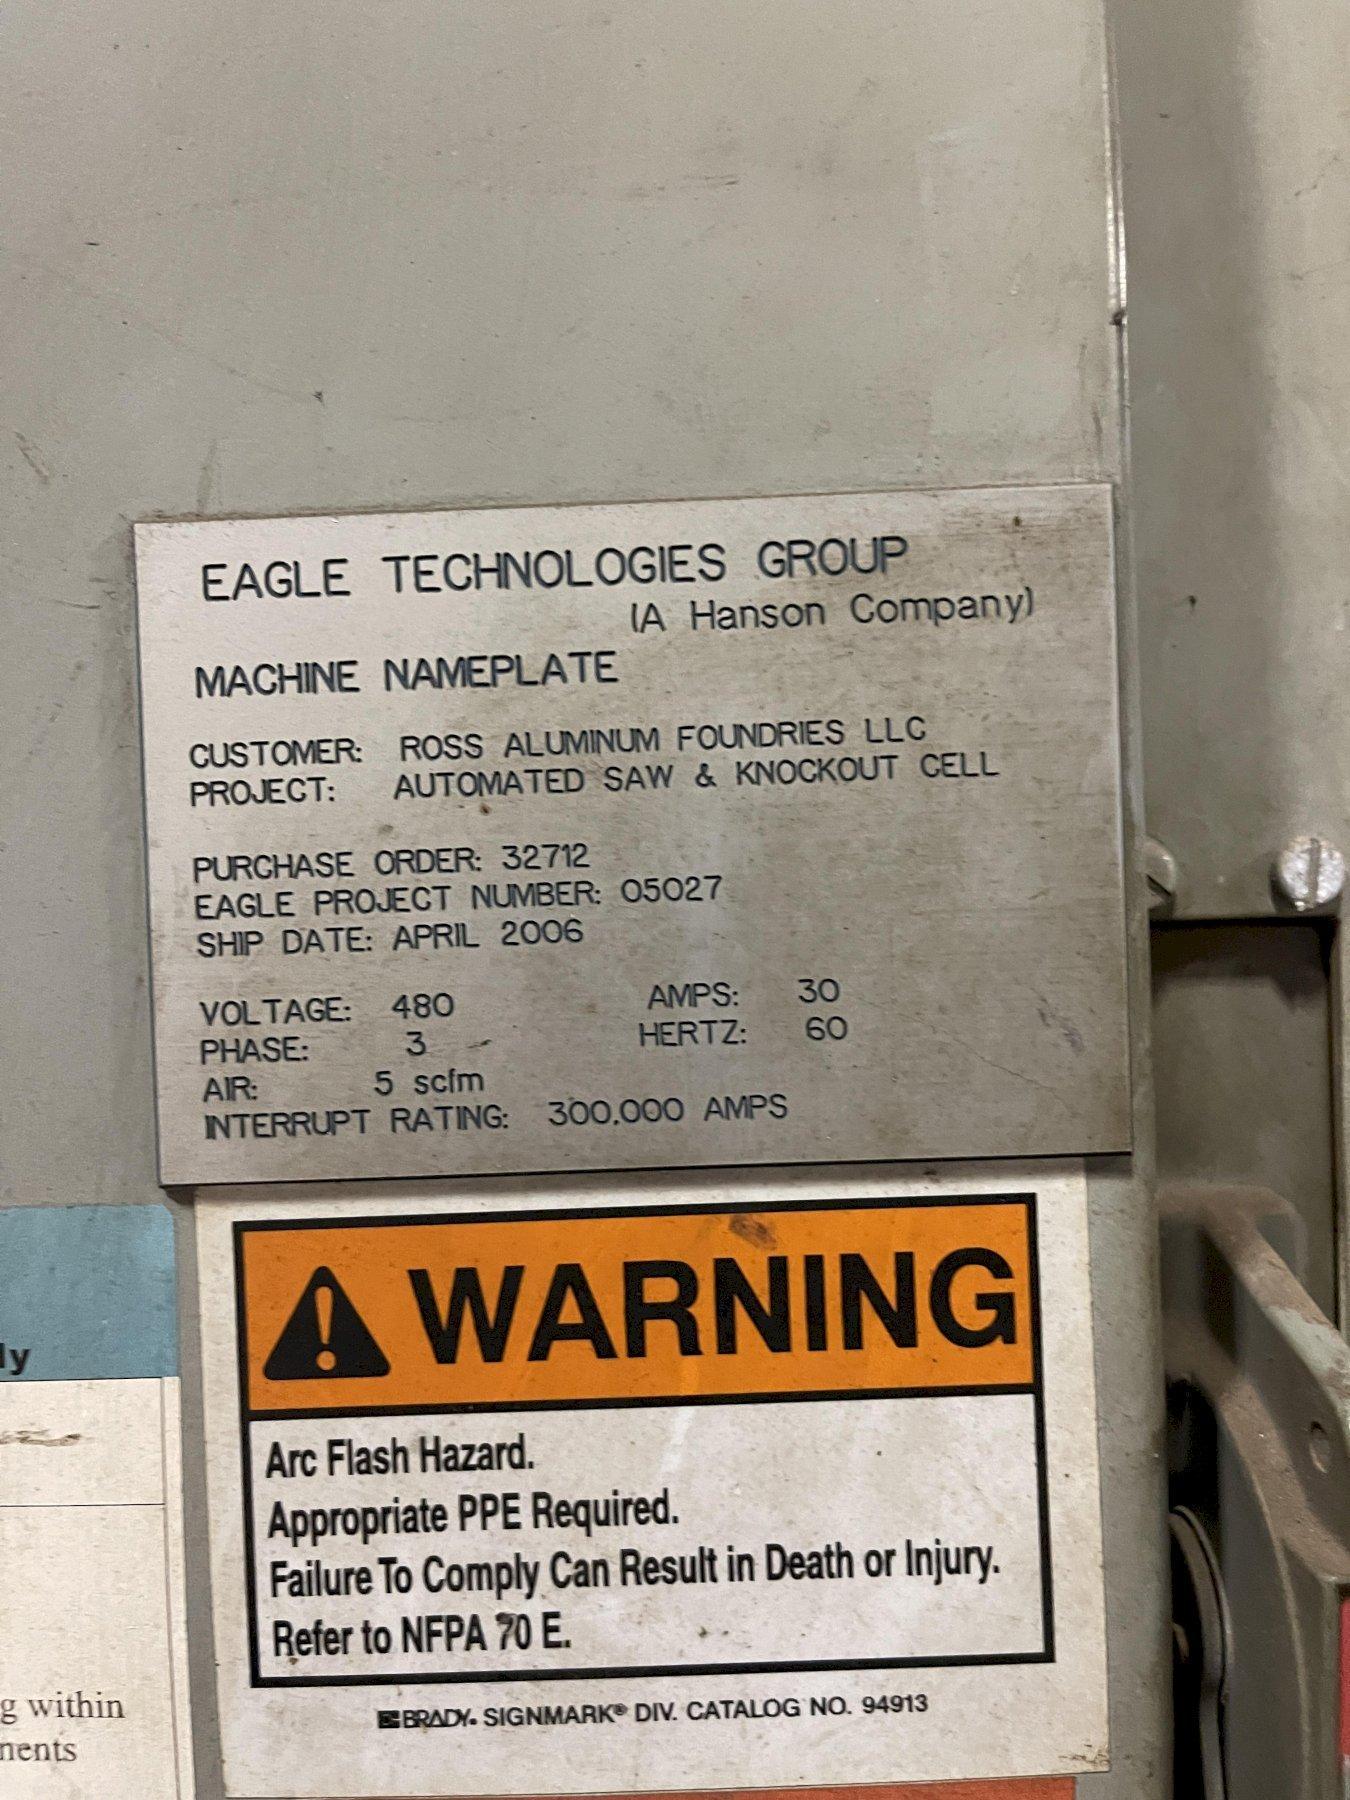 EAGLE TECHNOLOGIES GROUP
(A Hanson Company)
MACHINE NAMEPLATE
CUSTOMER: ROSS ALUMINUM FOUNDRIES LLC
PROJECT: AUTOMATED SAW & KNOCKOUT CELL
PURCHASE ORDER: 32712
EAGLE PROJECT NUMBER: 05027
SHIP DATE: APRIL 2006
VOLTAGE: 480 AMPS: 30
PHASE: 3 HERTZ: 60
AIR: 5 scfm
INTERRUPT RATING: 300.000 AMPS
WARNING
Arc Flash Hazard.
Appropriate PPE Required.
Failure To Comply Can Result in Death or Injury.
Refer to NFPA 70 E.
BRADY. SIGNMARK® DIV. CATALOG NO. 94913
ly
g within
nents